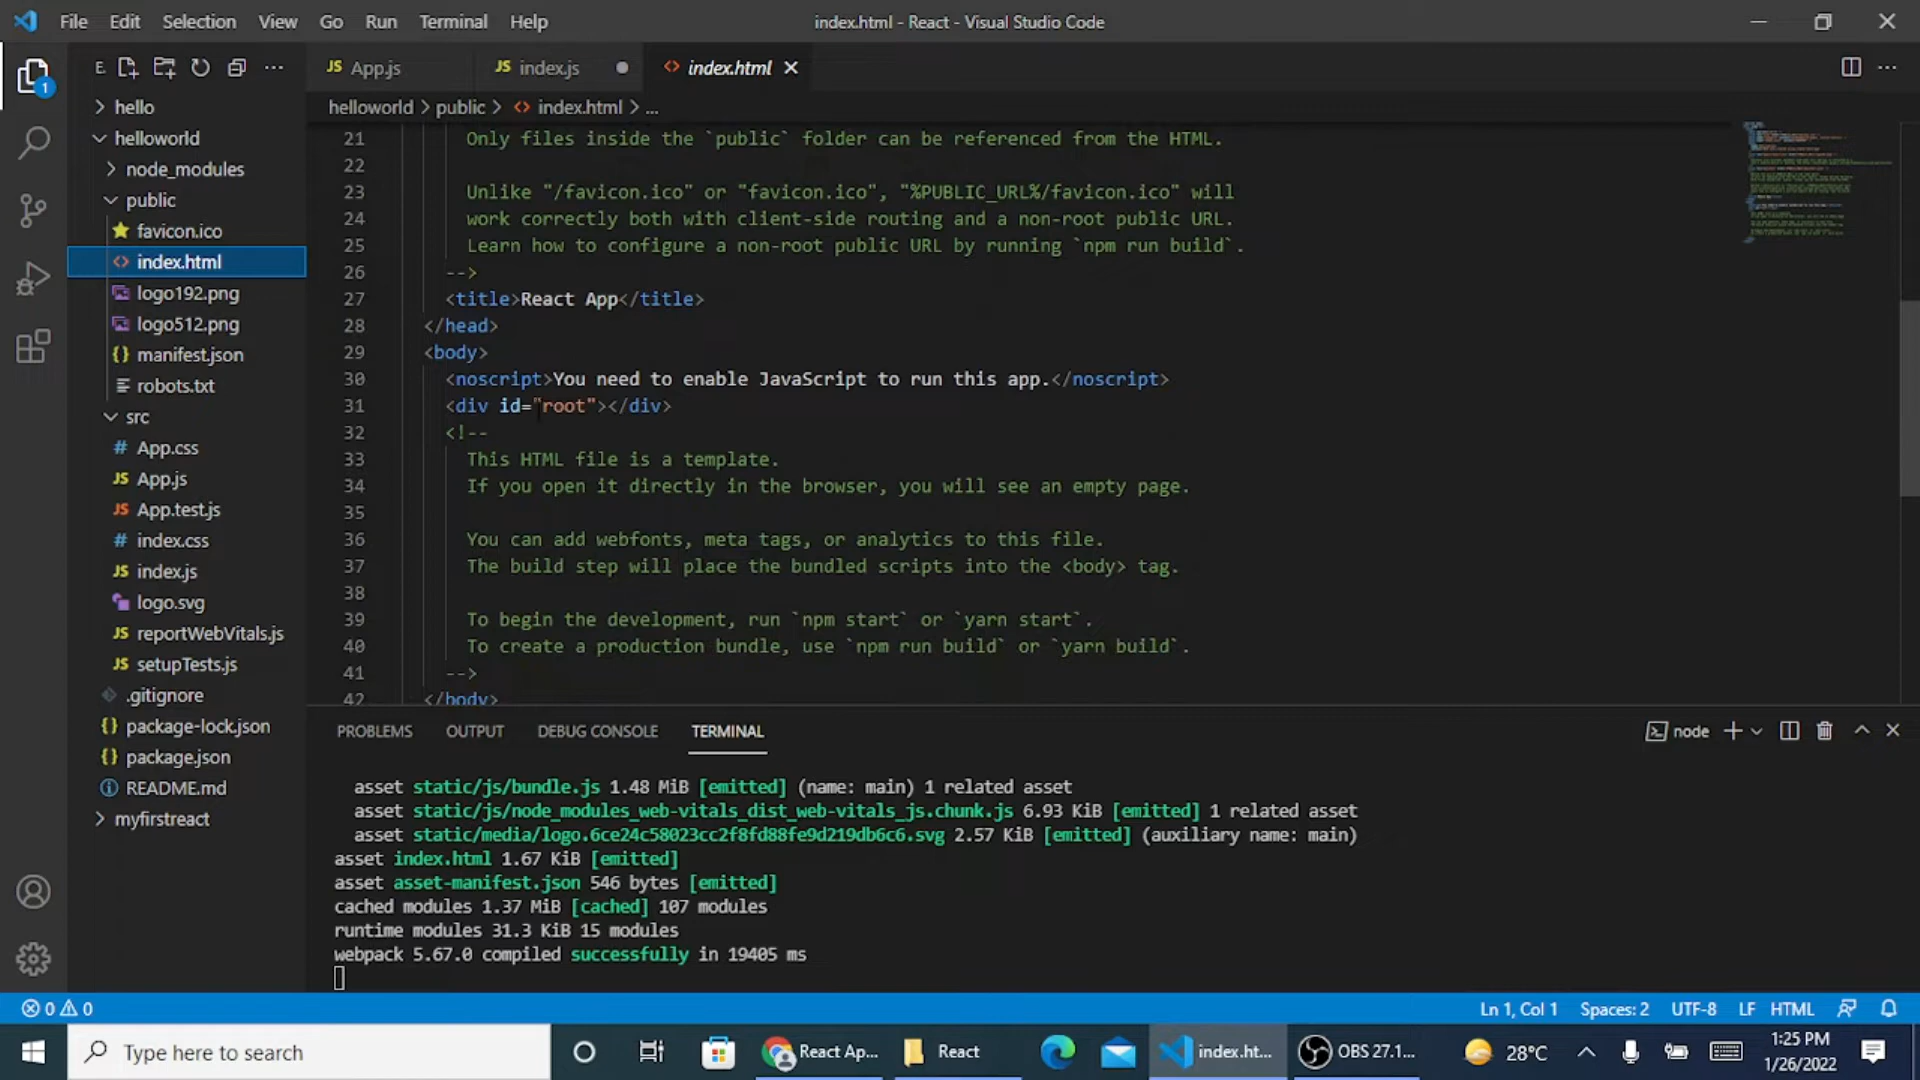 File Edit Selection View Go Run Terminal Help
index.html - React - Visual Studio Code
1
E
hello
helloworld
node_modules
public
favicon.ico
index.html
logo192.png
logo512.png
manifest.json
robots.txt
src
App.css
App.js
App.test.js
index.css
index.js
logo.svg
reportWebVitals.js
setupTests.js
.gitignore
package-lock.json
package.json
README.md
myfirstreact
JS App.js
JS index.js
<> index.html
helloworld > public > <> index.html > ...
21 Only files inside the `public` folder can be referenced from the HTML.
22
23 Unlike "/favicon.ico" or "favicon.ico", "%PUBLIC_URL%/favicon.ico" will
24 work correctly both with client-side routing and a non-root public URL.
25 Learn how to configure a non-root public URL by running `npm run build`.
26 -->
27 <title>React App</title>
28 </head>
29 <body>
30 <noscript>You need to enable JavaScript to run this app.</noscript>
31 <div id="root"></div>
32 <!--
33 This HTML file is a template.
34 If you open it directly in the browser, you will see an empty page.
35
36 You can add webfonts, meta tags, or analytics to this file.
37 The build step will place the bundled scripts into the <body> tag.
38
39 To begin the development, run `npm start` or `yarn start`.
40 To create a production bundle, use `npm run build` or `yarn build`.
41 -->
42 </body>
PROBLEMS OUTPUT DEBUG CONSOLE TERMINAL
node
asset static/js/bundle.js 1.48 MiB [emitted] (name: main) 1 related asset
asset static/js/node_modules_web-vitals_dist_web-vitals_js.chunk.js 6.93 KiB [emitted] 1 related asset
asset static/media/logo.6ce24c58023cc2f8fd88fe9d219db6c6.svg 2.57 KiB [emitted] (auxiliary name: main)
asset index.html 1.67 KiB [emitted]
asset asset-manifest.json 546 bytes [emitted]
cached modules 1.37 MiB [cached] 107 modules
runtime modules 31.3 KiB 15 modules
webpack 5.67.0 compiled successfully in 19405 ms
0 0
Ln 1, Col 1 Spaces: 2 UTF-8 LF HTML
Type here to search
React Ap...
React
index.ht...
OBS 27.1...
28°C
1:25 PM
1/26/2022